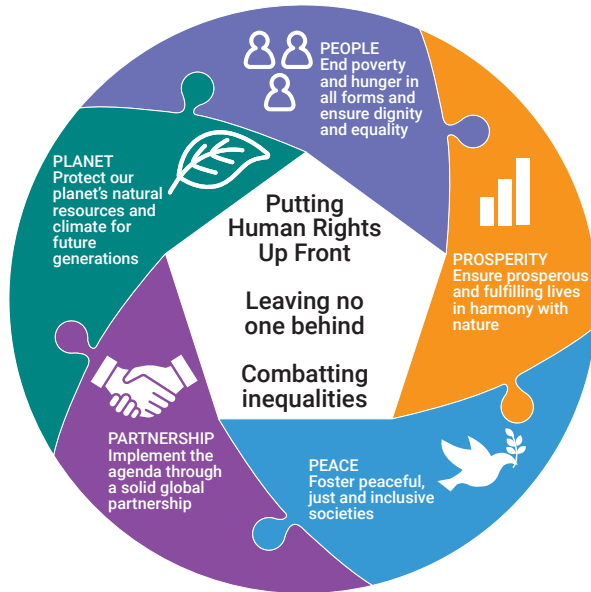 PEOPLE
End poverty
and hunger in
all forms and
ensure dignity
and equality
PROSPERITY
Ensure prosperous
and fulfilling lives
in harmony with
nature
PEACE
Foster peaceful,
just and inclusive
societies
PARTNERSHIP
Implement the
agenda through
a solid global
partnership
PLANET
Protect our
planet's natural
resources and
climate for
future
generations
Putting
Human Rights
Up Front
Leaving no
one behind
Combatting
inequalities